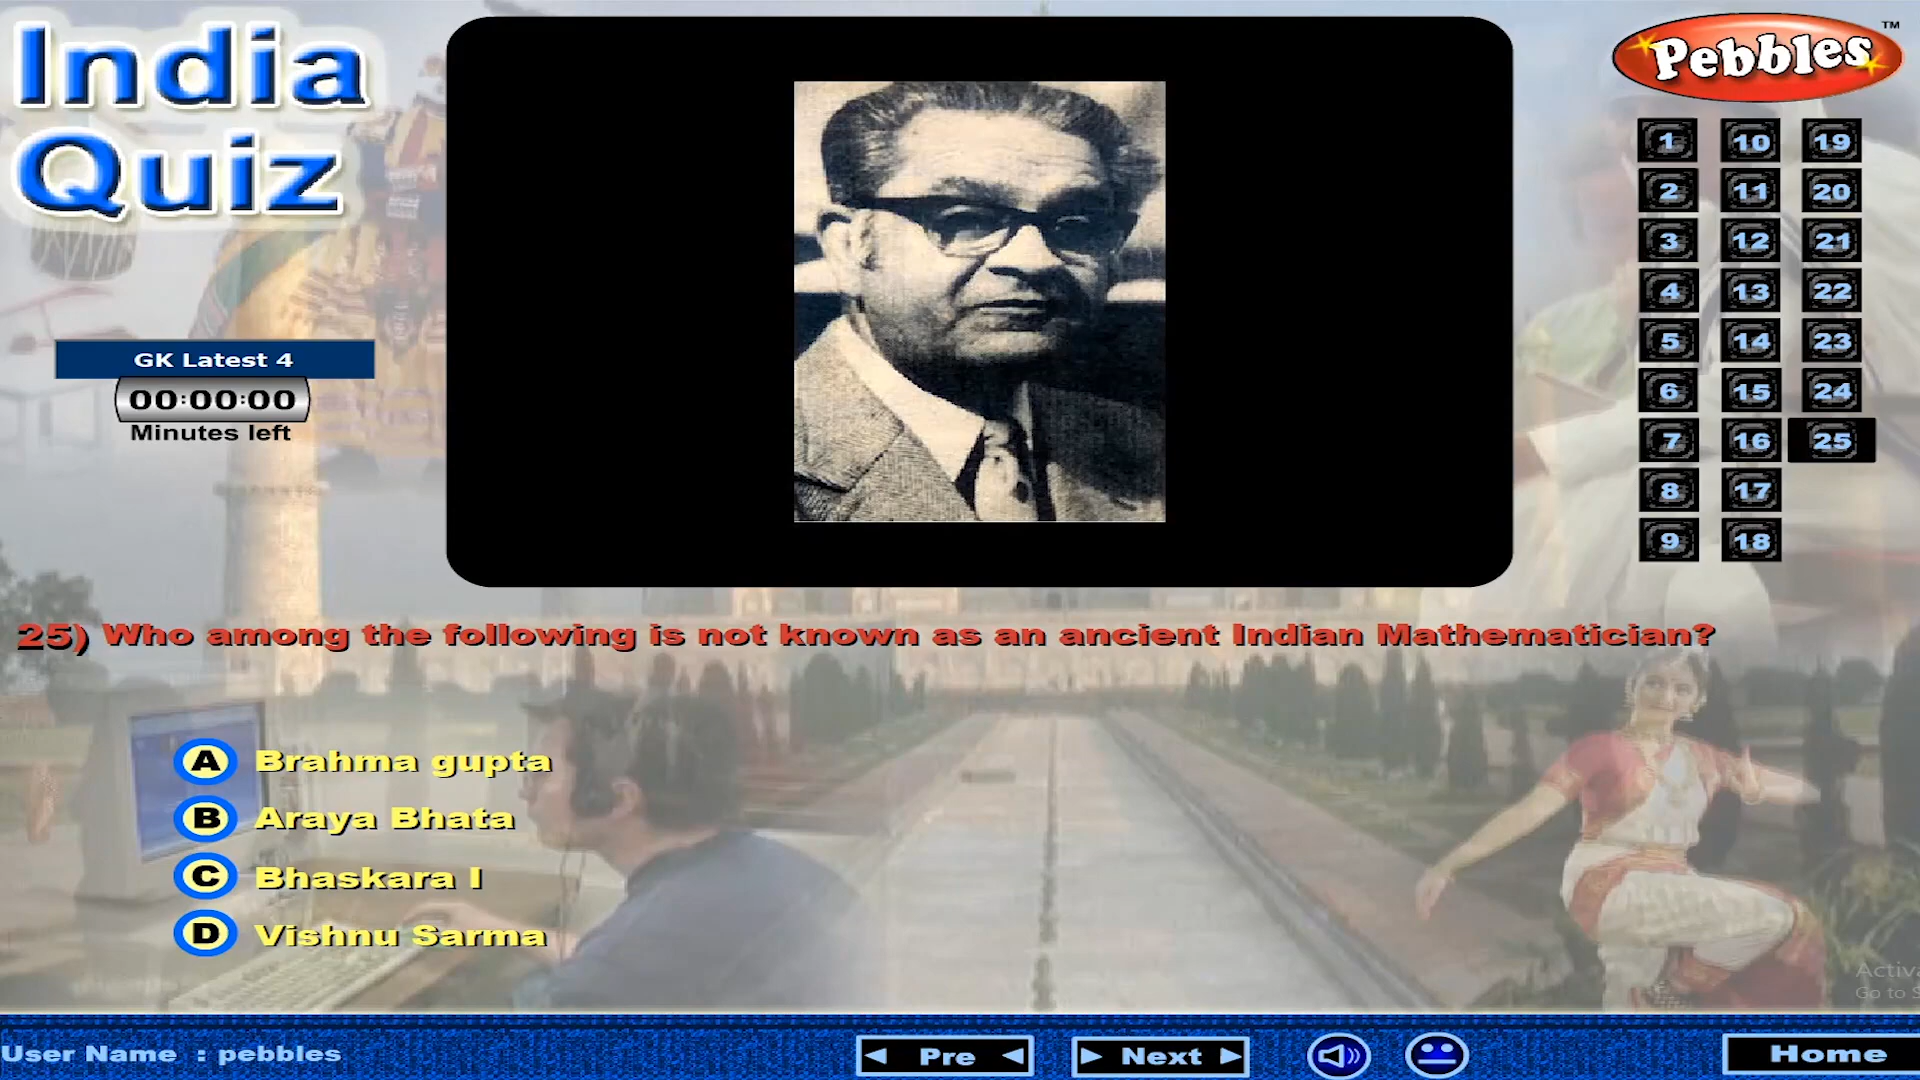 India
Quiz
Pebbles
TM
1 10 19
2 11 20
3 12 21
4 13 22
5 14 23
6 15 24
7 16 25
8 17
9 18
GK Latest 4
00:00:00
Minutes left
25) Who among the following is not known as an ancient Indian Mathematician?
A Brahma gupta
B Araya Bhata
C Bhaskara I
D Vishnu Sarma
Go to
User Name : pebbles
Pre
Next
Home